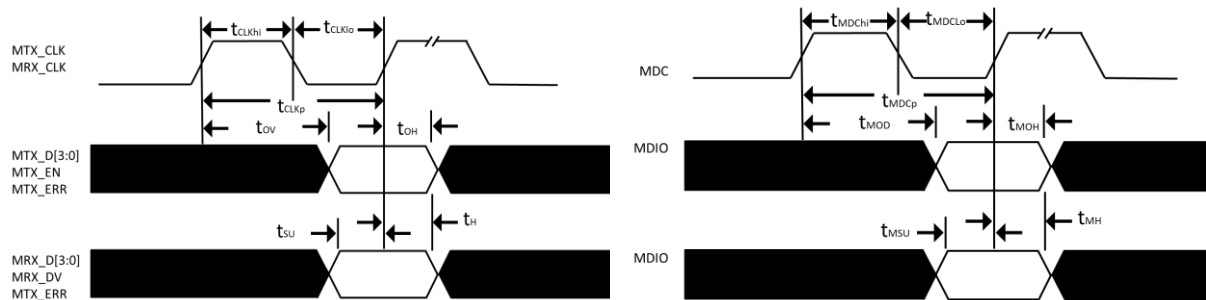 tCLKhi
tCLKlo
MTX_CLK
MRX_CLK
tCLKp
tOV
tOH
MTX_D[3:0]
MTX_EN
MTX_ERR
tSU
tH
MRX_D[3:0]
MRX_DV
MTX_ERR
tMDChi
tMDCLo
MDC
tMDCp
tMOD
tMOH
MDIO
tMSU
tMH
MDIO